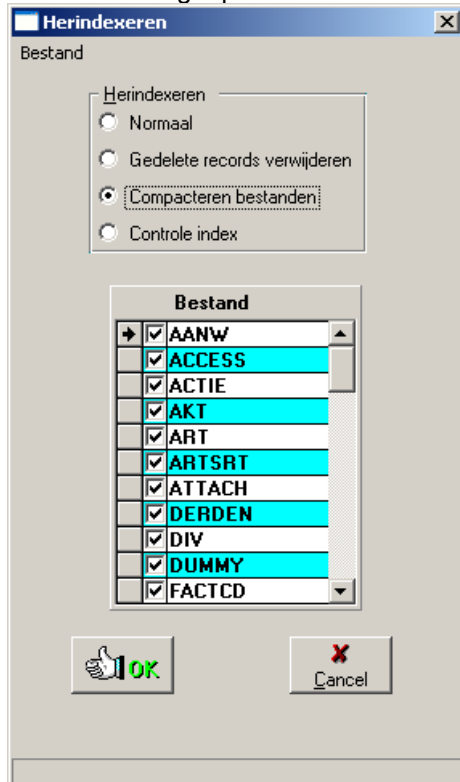 Herindexeren
Bestand
Herindexeren
Normaal
Gedelete records verwijderen
Compacteren bestanden
Controle index
Bestand
AANW
ACCESS
ACTIE
AKT
ART
ARTSRT
ATTACH
DERDEN
DIV
DUMMY
FACTCD
OK
Cancel